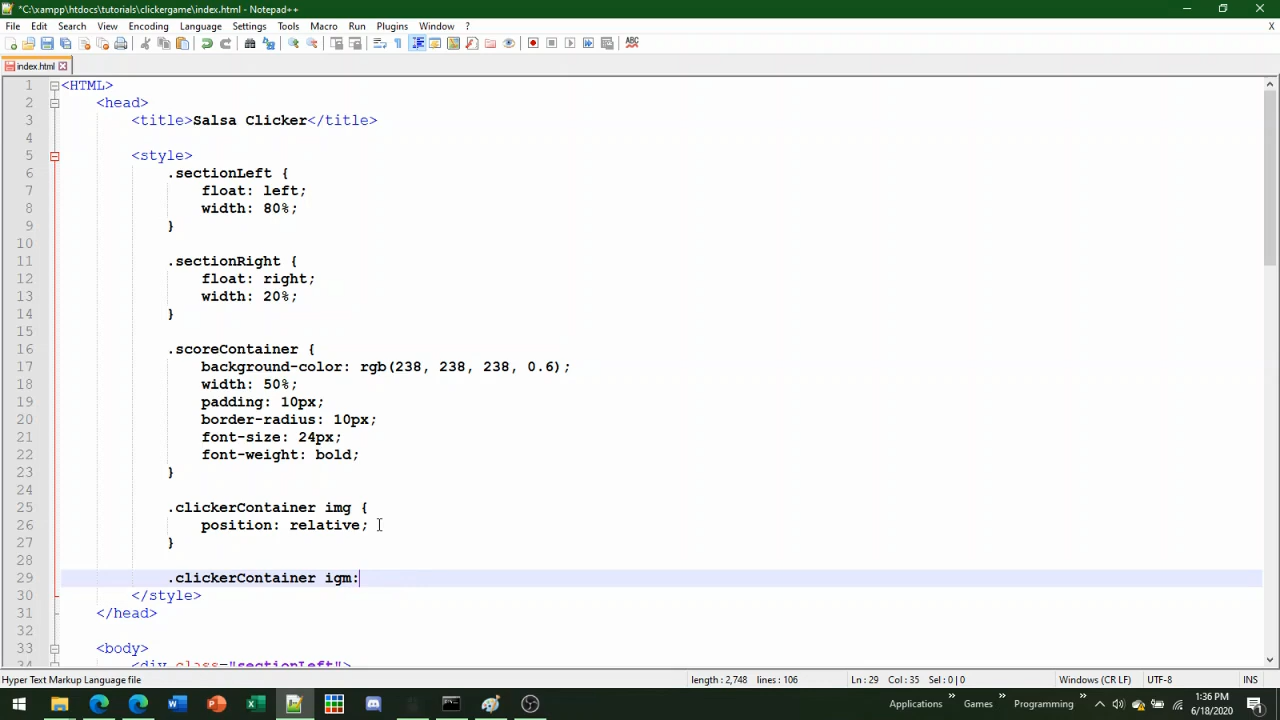 *C:\xampp\htdocs\tutorials\clickergame\index.html - Notepad++
File Edit Search View Encoding Language Settings Tools Macro Run Plugins Window ? X
index.html
1 <HTML>
2 <head>
3 <title>Salsa Clicker</title>
4
5 <style>
6 .sectionLeft {
7 float: left;
8 width: 80%;
9 }
10
11 .sectionRight {
12 float: right;
13 width: 20%;
14 }
15
16 .scoreContainer {
17 background-color: rgb(238, 238, 238, 0.6);
18 width: 50%;
19 padding: 10px;
20 border-radius: 10px;
21 font-size: 24px;
22 font-weight: bold;
23 }
24
25 .clickerContainer img {
26 position: relative;
27 }
28
29 .clickerContainer igm:
30 </style>
31 </head>
32
33 <body>
34 <div class="sectionLeft">
Hyper Text Markup Language file length : 2,748 lines : 106 Ln : 29 Col : 35 Sel : 0 | 0 Windows (CR LF) UTF-8 INS
Applications » Games » Programming » 1:36 PM
6/18/2020